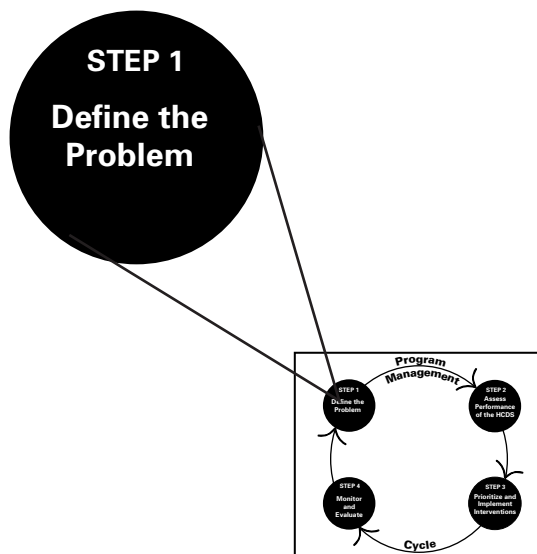 STEP 1
Define the
Problem
Program
Management
STEP 1
Define the
Problem
STEP 2
Assess
Performance
of the HCDS
STEP 4
Monitor
and
Evaluate
STEP 3
Prioritize and
Implement
Interventions
Cycle